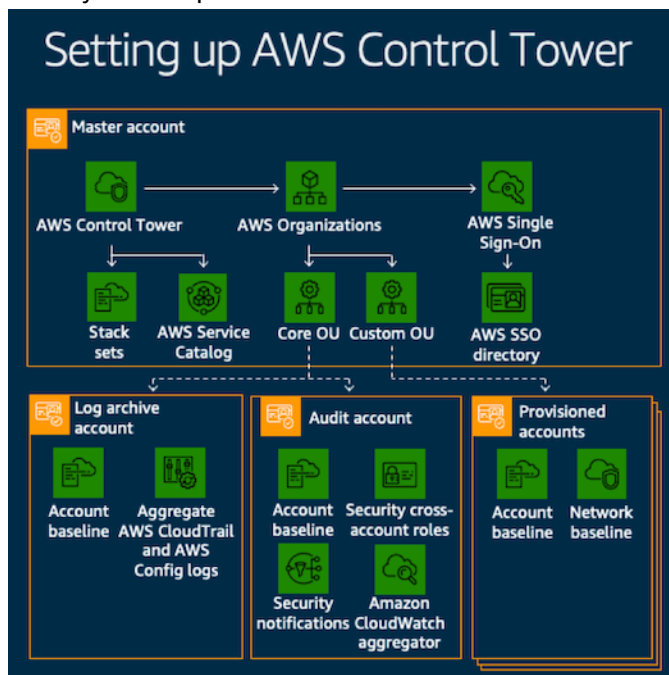 Setting up AWS Control Tower
Master account
AWS Control Tower
AWS Organizations
AWS Single
Sign-On
Stack
sets
AWS Service
Catalog
Core OU
Custom OU
AWS SSO
directory
Log archive
account
Account
baseline
Aggregate
AWS CloudTrail
and AWS
Config logs
Audit account
Account
baseline
Security cross-
account roles
Security
notifications
Amazon
CloudWatch
aggregator
Provisioned
accounts
Account
baseline
Network
baseline